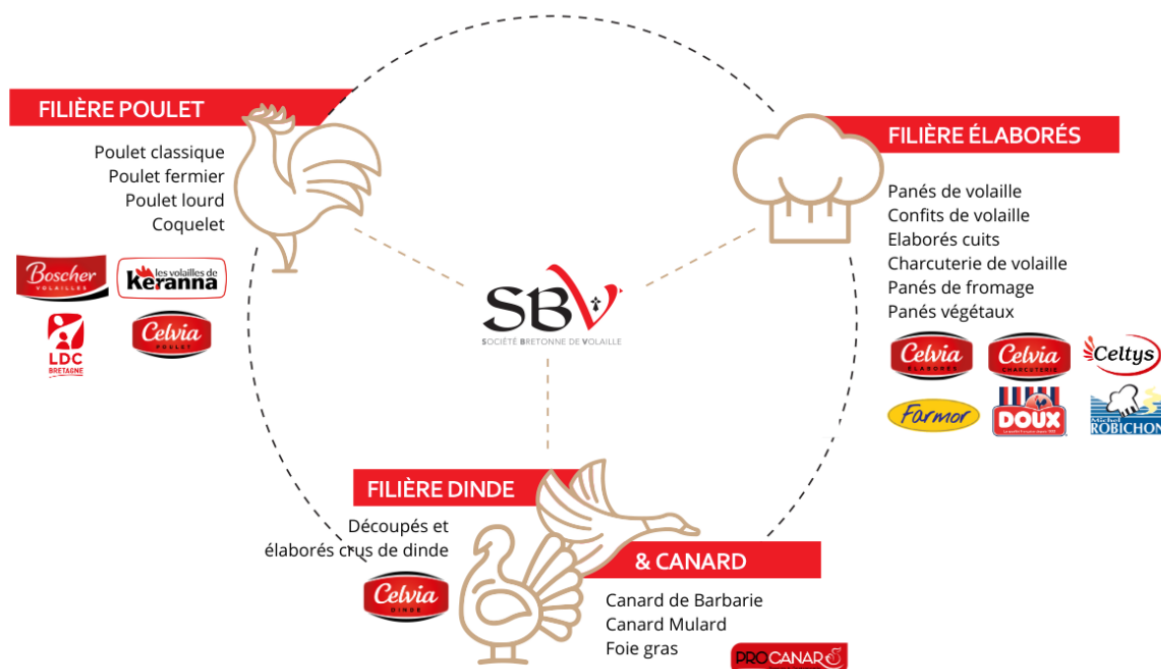 FILIÈRE POULET
Poulet classique
Poulet fermier
Poulet lourd
Coquelet
Boscher
VOLAILLES
les volailles de
Keranna
LDC
BRETAGNE
Celvia
POULET
SBV
SOCIÉTÉ BRETONNE DE VOLAILLE
FILIÈRE ÉLABORÉS
Panés de volaille
Confits de volaille
Elaborés cuits
Charcuterie de volaille
Panés de fromage
Panés végétaux
Celvia
ÉLABORÉS
Celvia
CHARCUTERIE
Celtys
Farmor
DOUX
Michel
ROBICHON
FILIÈRE DINDE
Découpés et
élaborés crus de dinde
Celvia
DINDE
& CANARD
Canard de Barbarie
Canard Mulard
Foie gras
PROCANAR